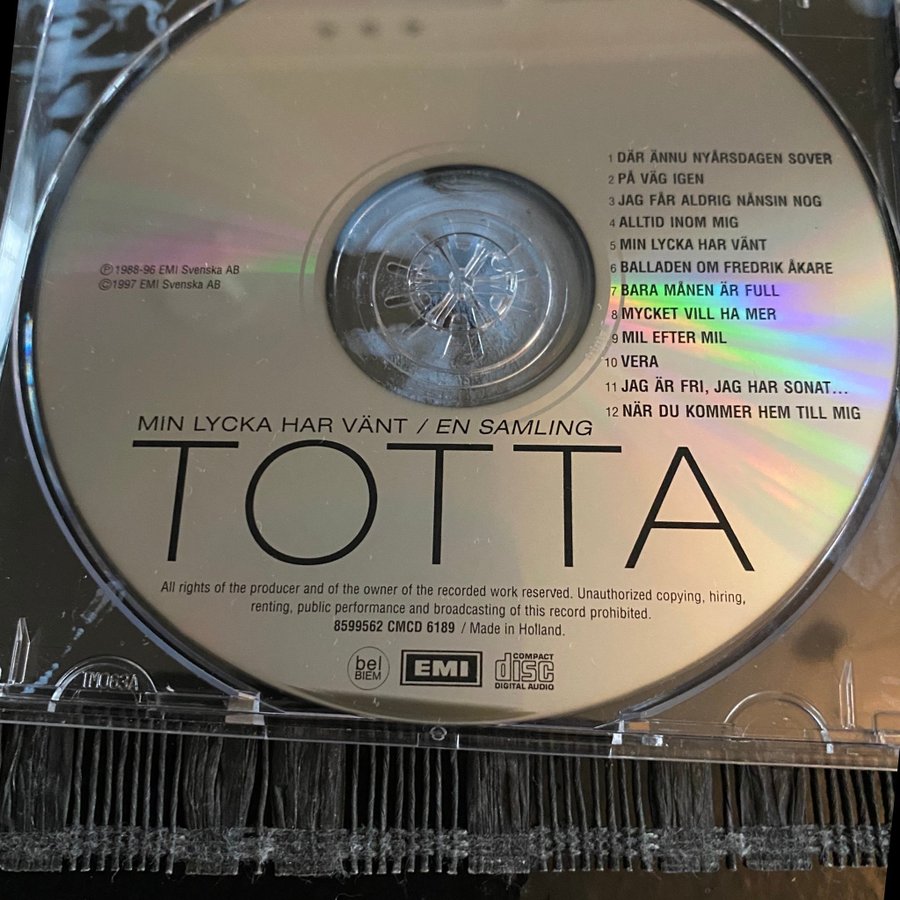 1 DÄR ÄNNU NYÅRSDAGEN SOVER
2 PÅ VÄG IGEN
3 JAG FÅR ALDRIG NÅNSIN NOG
4 ALLTID INOM MIG
5 MIN LYCKA HAR VÄNT
6 BALLADEN OM FREDRIK ÅKARE
7 BARA MÅNEN ÄR FULL
8 MYCKET VILL HA MER
9 MIL EFTER MIL
10 VERA
11 JAG ÄR FRI, JAG HAR SONAT...
12 NÄR DU KOMMER HEM TILL MIG
Ⓟ 1988-96 EMI Svenska AB
© 1997 EMI Svenska AB
MIN LYCKA HAR VÄNT / EN SAMLING
TOTTA
All rights of the producer and of the owner of the recorded work reserved. Unauthorized copying, hiring,
renting, public performance and broadcasting of this record prohibited.
8599562 CMCD 6189 / Made in Holland.
bel
BIEM
EMI
COMPACT
disc
DIGITAL AUDIO
TM063A